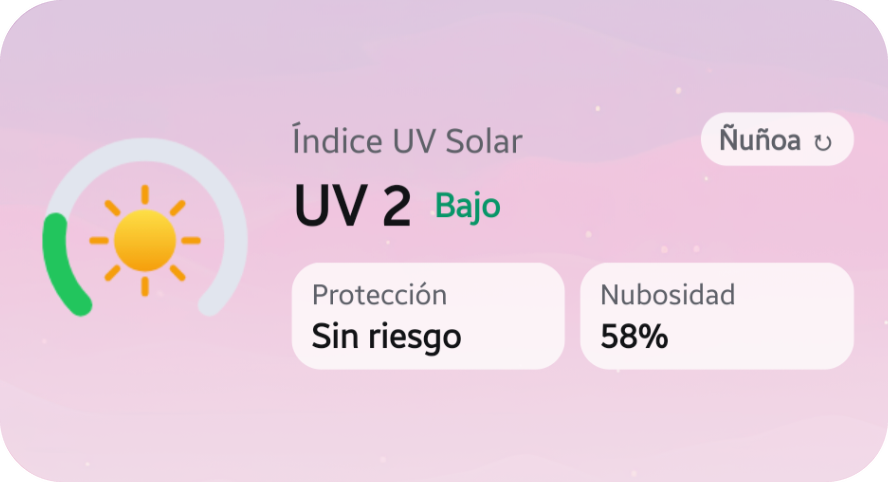 Índice UV Solar
Ñuñoa ↻
UV 2 Bajo
Protección
Sin riesgo
Nubosidad
58%